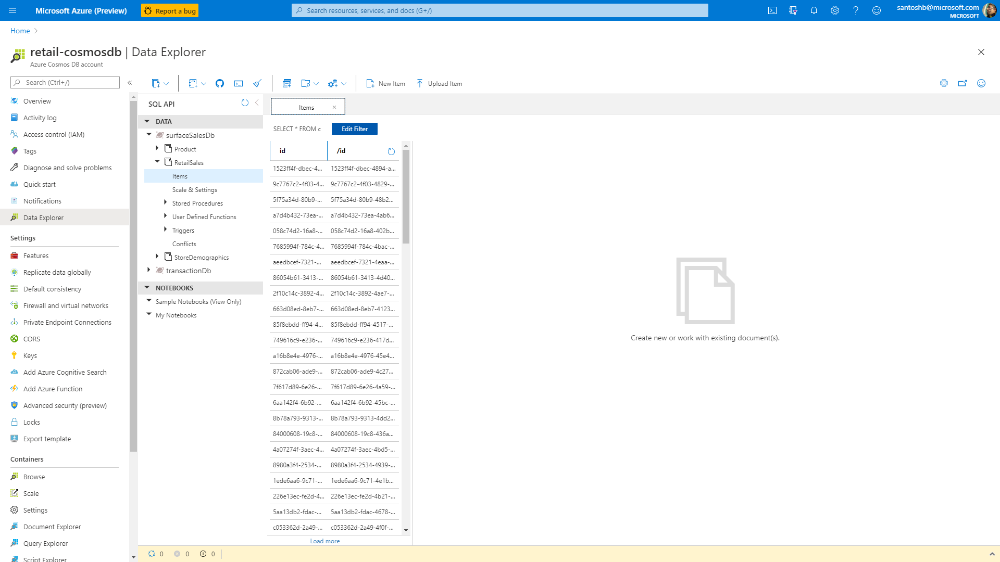 Microsoft Azure (Preview)
Report a bug
Search resources, services, and docs (G+/)
santoshb@microsoft.com
MICROSOFT
Home
retail-cosmosdb | Data Explorer
Azure Cosmos DB account
Search (Ctrl+/)
Overview
Activity log
Access control (IAM)
Tags
Diagnose and solve problems
Quick start
Notifications
Data Explorer
Settings
Features
Replicate data globally
Default consistency
Firewall and virtual networks
Private Endpoint Connections
CORS
Keys
Add Azure Cognitive Search
Add Azure Function
Advanced security (preview)
Locks
Export template
Containers
Browse
Scale
Settings
Document Explorer
Query Explorer
Script Explorer
New Item
Upload Item
SQL API
DATA
surfaceSalesDb
Product
RetailSales
Items
Scale & Settings
Stored Procedures
User Defined Functions
Triggers
Conflicts
StoreDemographics
transactionDb
NOTEBOOKS
Sample Notebooks (View Only)
My Notebooks
Items
SELECT * FROM c
Edit Filter
id /id
1523ff4f-dbec-4... 1523ff4f-dbec-4894-a...
9c7767c2-4f03-4... 9c7767c2-4f03-4829-...
5f75a34d-80b9-... 5f75a34d-80b9-48b2...
a7d4b432-73ea-... a7d4b432-73ea-4ab6...
058c74d2-16a8-... 058c74d2-16a8-402b...
7685994f-784c-4... 7685994f-784c-4bac-...
aeedbcef-7321-... aeedbcef-7321-4eaa-...
86054b61-3413-... 86054b61-3413-4d40...
2f10c14c-3892-4... 2f10c14c-3892-4ae7-...
663d08ed-8eb7-... 663d08ed-8eb7-4123...
85f8ebdd-ff94-4... 85f8ebdd-ff94-4517-...
749616c9-e236-... 749616c9-e236-417d...
a16b8e4e-4976-... a16b8e4e-4976-45e4...
872cab06-ade9-... 872cab06-ade9-4c27...
7f617d89-6e26-... 7f617d89-6e26-4a59-...
6aa142f4-6b92-... 6aa142f4-6b92-45bc-...
8b78a793-9313-... 8b78a793-9313-4dd2...
84000608-19c8-... 84000608-19c8-436a...
4a07274f-3aec-4... 4a07274f-3aec-4bd5-...
8980a3f4-2534-... 8980a3f4-2534-4939-...
1ede6aa6-9c71-... 1ede6aa6-9c71-4e1b...
226e13ec-fe2d-4... 226e13ec-fe2d-4b21-...
5aa13db2-fdac-... 5aa13db2-fdac-4678-...
c053362d-2a49-... c053362d-2a49-4f0f-...
Load more
Create new or work with existing document(s).
0 0 0